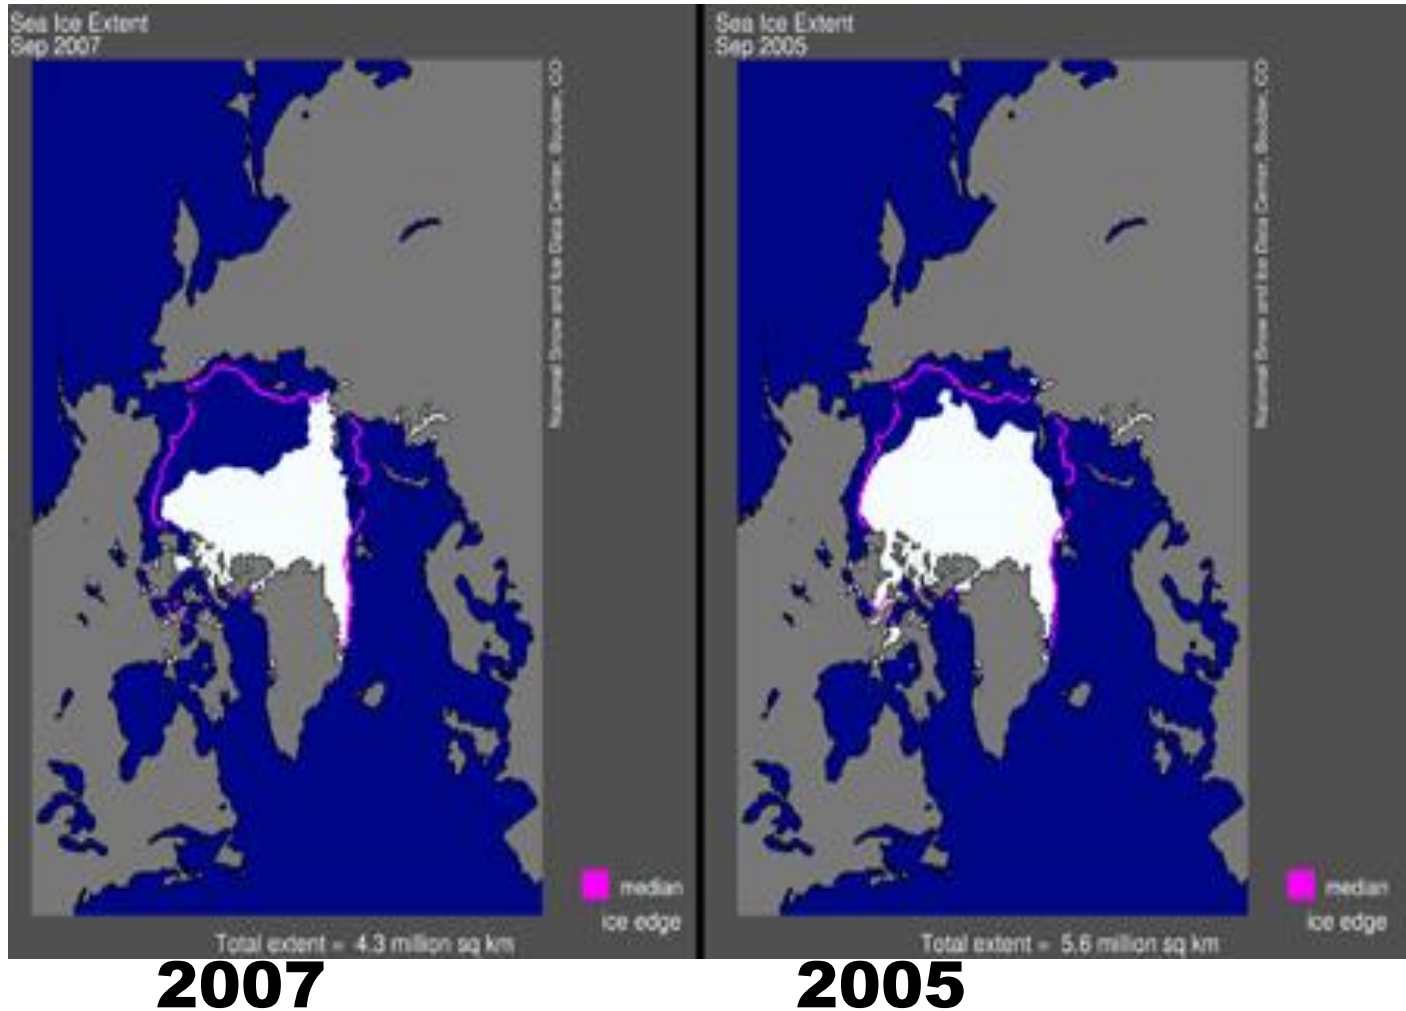 Sea Ice Extent
Sep 2007
National Snow and Ice Data Center, Boulder, CO
median
ice edge
Total extent = 4.3 million sq km
2007
Sea Ice Extent
Sep 2005
National Snow and Ice Data Center, Boulder, CO
median
ice edge
Total extent = 5.6 million sq km
2005